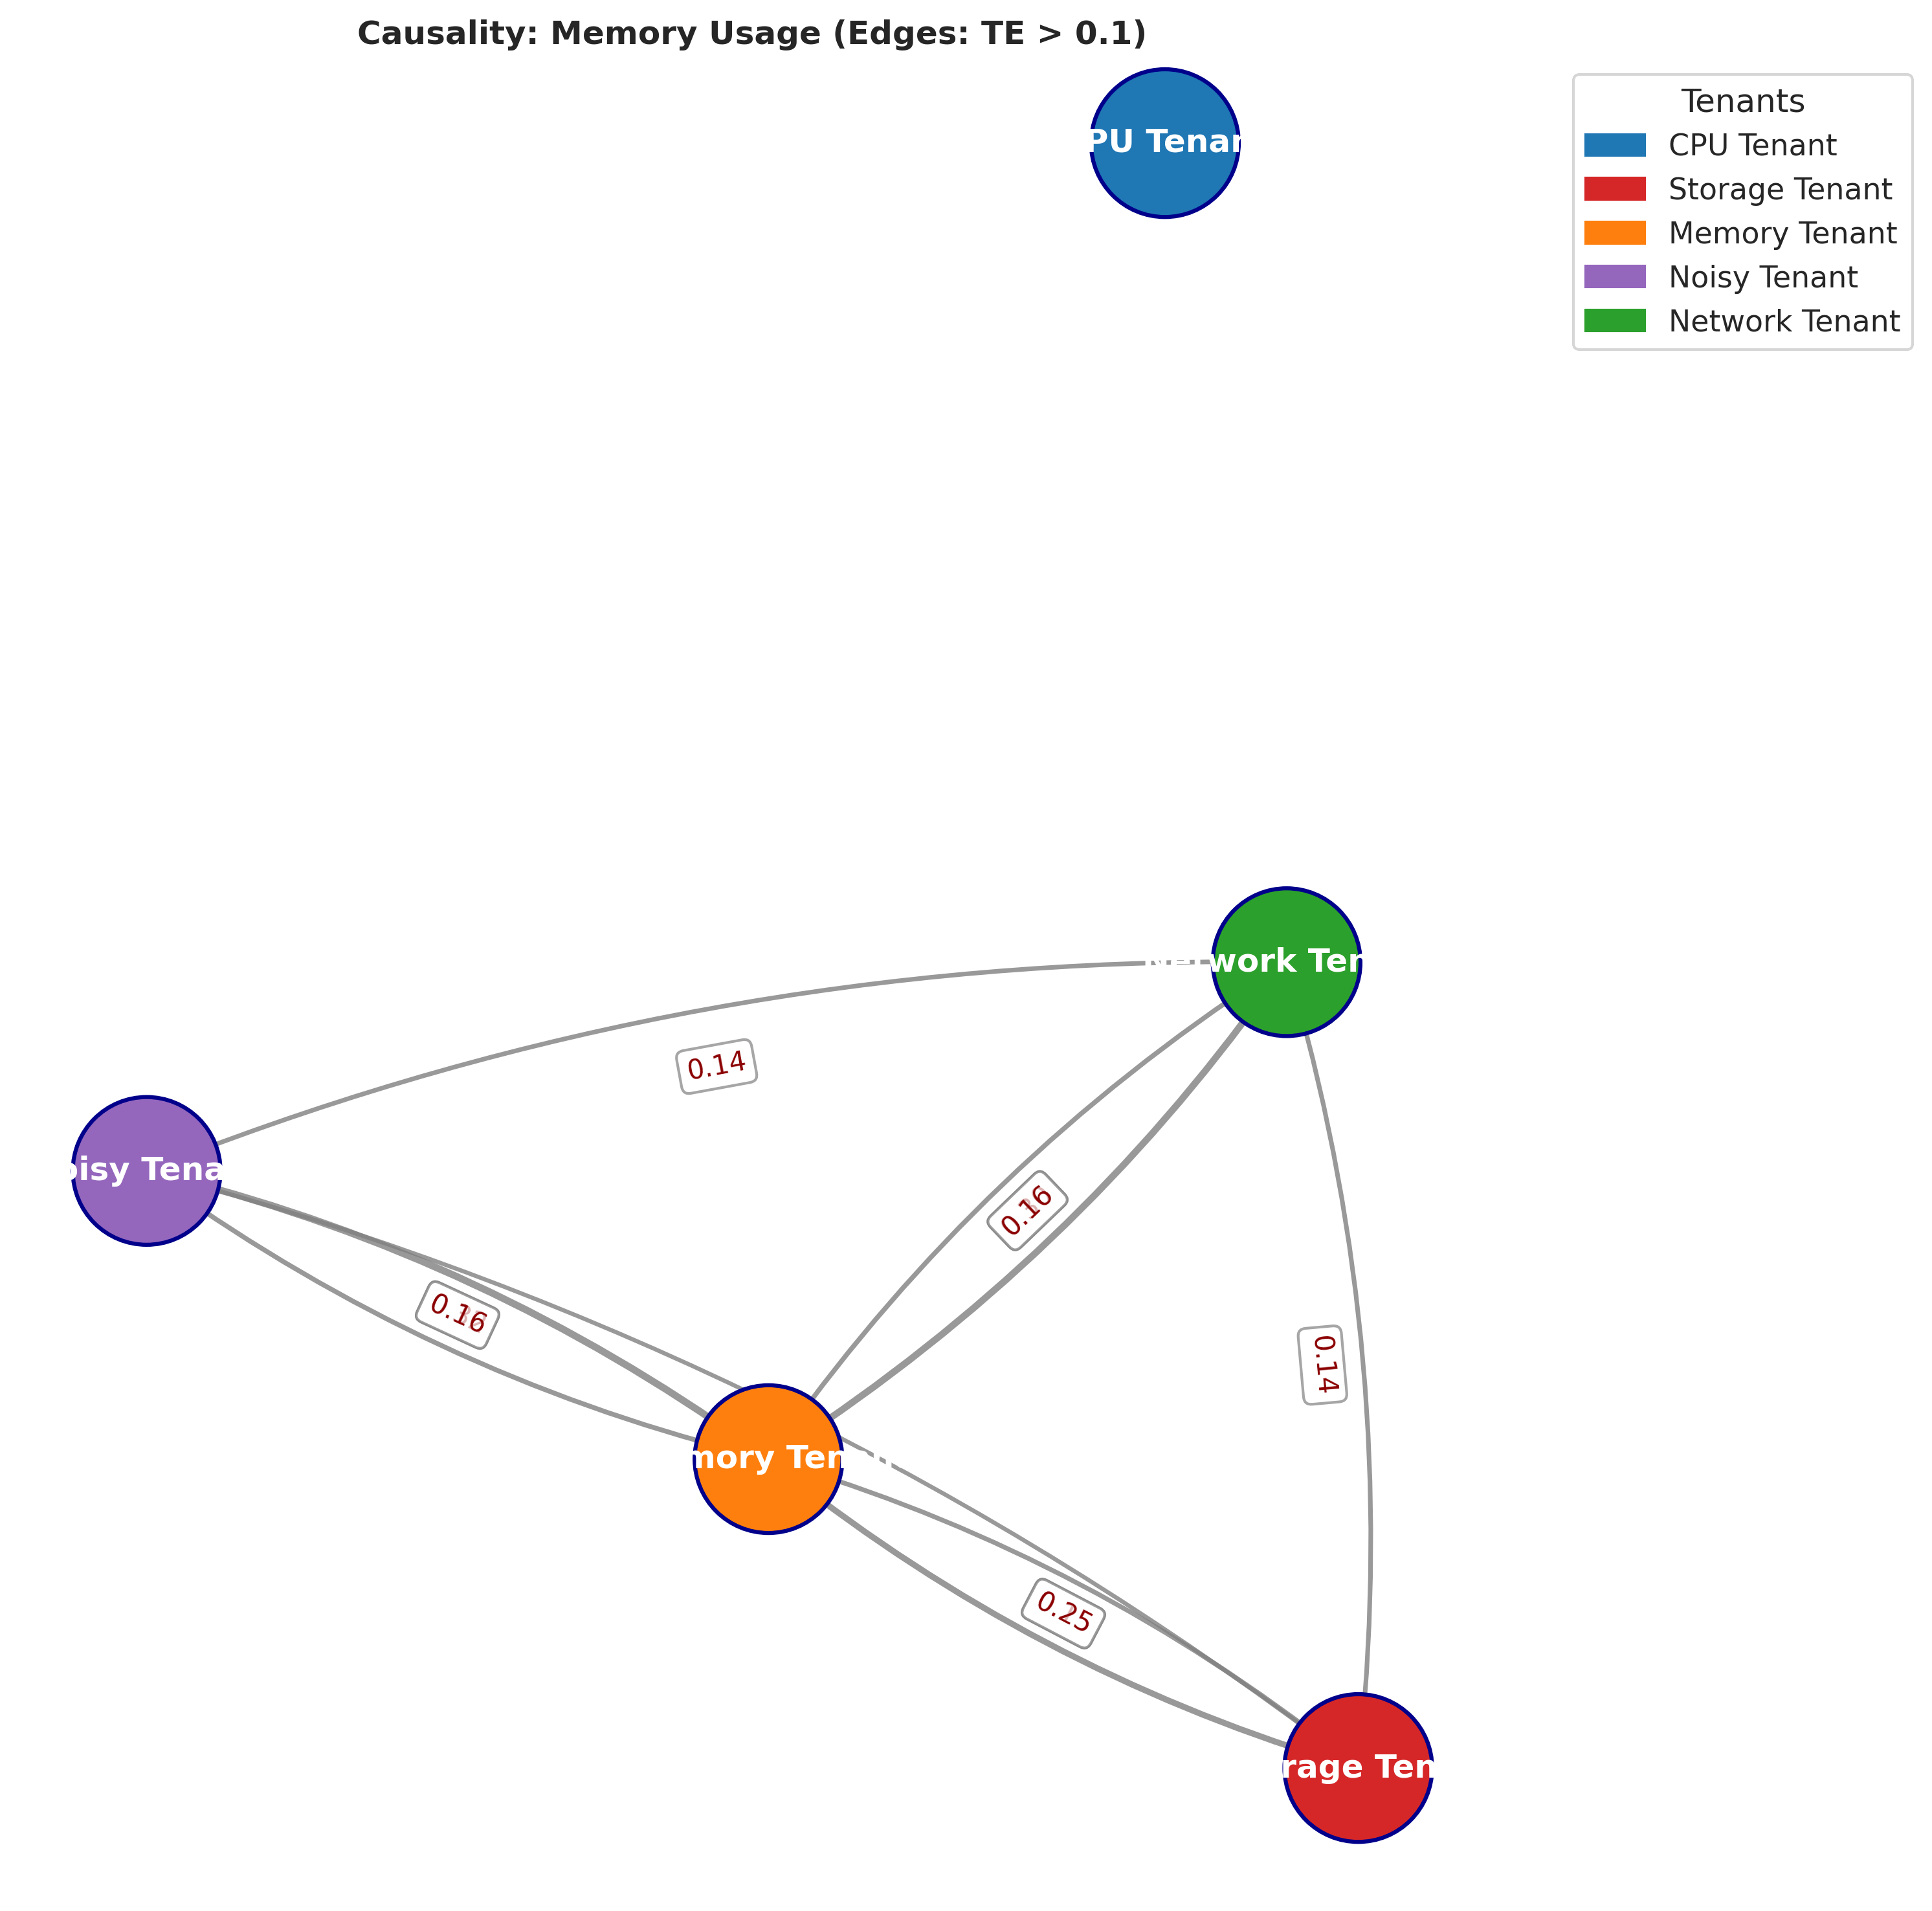 Causality: Memory Usage (Edges: TE > 0.1)
PU Tenan
Tenants
CPU Tenant
Storage Tenant
Memory Tenant
Noisy Tenant
Network Tenant
Network Ten
0.14
oisy Tena
0.16
0.16
0.14
mory Ten
0.25
rage Ten